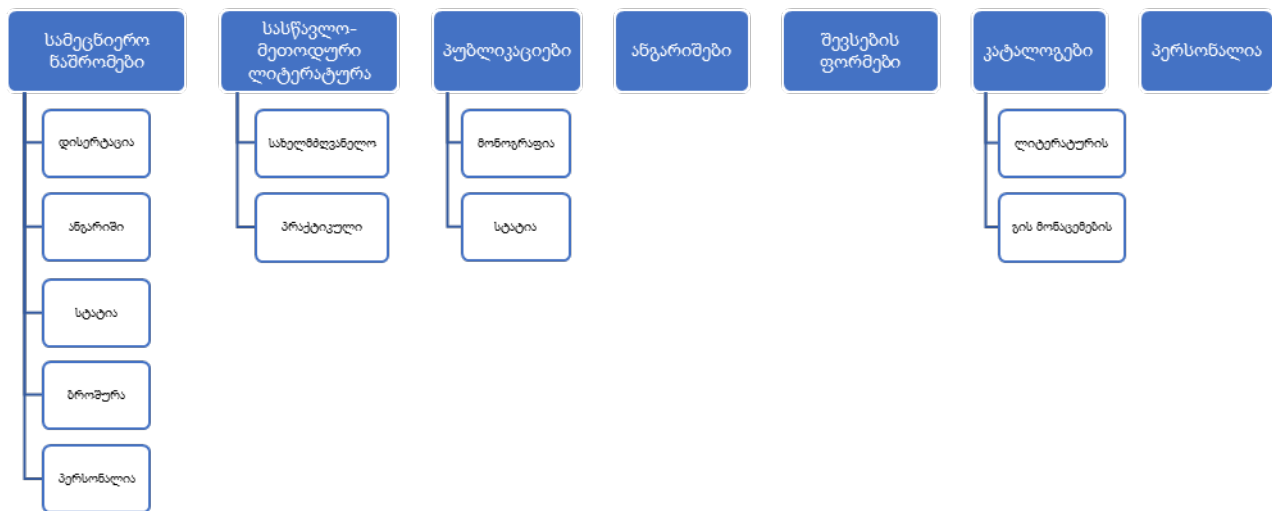 სამეცნიერო
ნაშრომები
სასწავლო-
მეთოდური
ლიტერატურა
პუბლიკაციები
ანგარიშები
შევსების
ფორმები
კატალოგები
პერსონალია
დისერტაცია
ანგარიში
სტატია
ბროშურა
პერსონალია
სახელმძღვანელო
პრაქტიკული
მონოგრაფია
სტატია
ლიტერატურის
გის მონაცემების